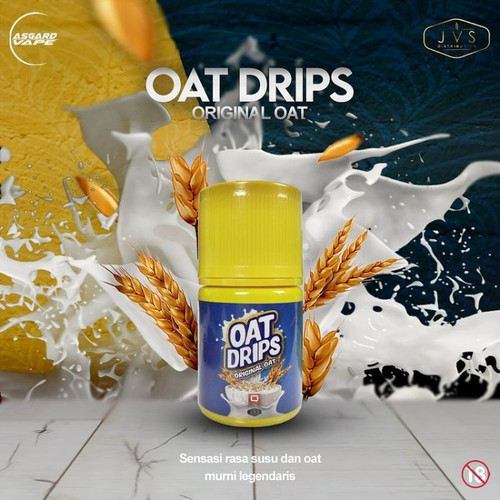 ASGARD
VAPE
JVS
DISTRIBUTION
OAT DRIPS
ORIGINAL OAT
OAT
DRIPS
ORIGINAL OAT
Sensasi rasa susu dan oat
murni legendaris
18